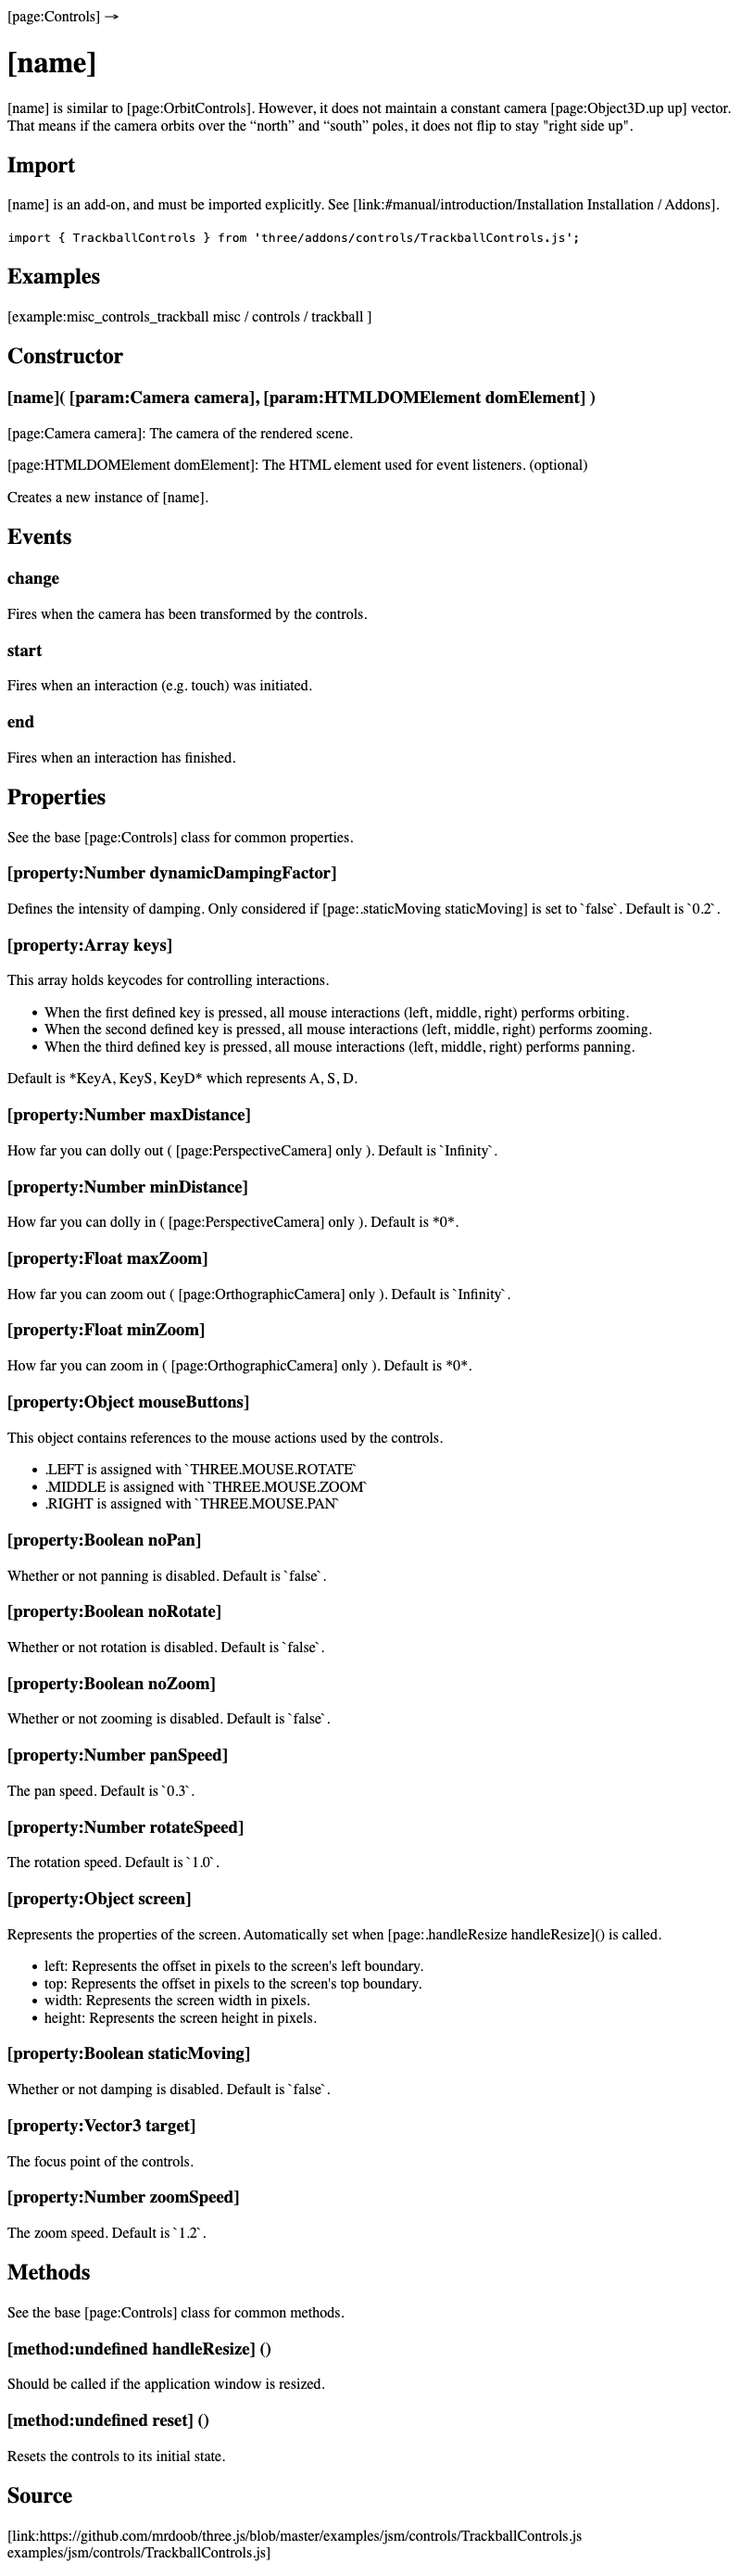 [page:Controls] →
[name]
[name] is similar to [page:OrbitControls]. However, it does not maintain a constant camera [page:Object3D.up up] vector.
That means if the camera orbits over the “north” and “south” poles, it does not flip to stay "right side up".
Import
[name] is an add-on, and must be imported explicitly. See [link:#manual/introduction/Installation Installation / Addons].
import { TrackballControls } from 'three/addons/controls/TrackballControls.js';
Examples
[example:misc_controls_trackball misc / controls / trackball ]
Constructor
[name]( [param:Camera camera], [param:HTMLDOMElement domElement] )
[page:Camera camera]: The camera of the rendered scene.
[page:HTMLDOMElement domElement]: The HTML element used for event listeners. (optional)
Creates a new instance of [name].
Events
change
Fires when the camera has been transformed by the controls.
start
Fires when an interaction (e.g. touch) was initiated.
end
Fires when an interaction has finished.
Properties
See the base [page:Controls] class for common properties.
[property:Number dynamicDampingFactor]
Defines the intensity of damping. Only considered if [page:.staticMoving staticMoving] is set to `false`. Default is `0.2`.
[property:Array keys]
This array holds keycodes for controlling interactions.
• When the first defined key is pressed, all mouse interactions (left, middle, right) performs orbiting.
• When the second defined key is pressed, all mouse interactions (left, middle, right) performs zooming.
• When the third defined key is pressed, all mouse interactions (left, middle, right) performs panning.
Default is *KeyA, KeyS, KeyD* which represents A, S, D.
[property:Number maxDistance]
How far you can dolly out ( [page:PerspectiveCamera] only ). Default is `Infinity`.
[property:Number minDistance]
How far you can dolly in ( [page:PerspectiveCamera] only ). Default is *0*.
[property:Float maxZoom]
How far you can zoom out ( [page:OrthographicCamera] only ). Default is `Infinity`.
[property:Float minZoom]
How far you can zoom in ( [page:OrthographicCamera] only ). Default is *0*.
[property:Object mouseButtons]
This object contains references to the mouse actions used by the controls.
• .LEFT is assigned with `THREE.MOUSE.ROTATE`
• .MIDDLE is assigned with `THREE.MOUSE.ZOOM`
• .RIGHT is assigned with `THREE.MOUSE.PAN`
[property:Boolean noPan]
Whether or not panning is disabled. Default is `false`.
[property:Boolean noRotate]
Whether or not rotation is disabled. Default is `false`.
[property:Boolean noZoom]
Whether or not zooming is disabled. Default is `false`.
[property:Number panSpeed]
The pan speed. Default is `0.3`.
[property:Number rotateSpeed]
The rotation speed. Default is `1.0`.
[property:Object screen]
Represents the properties of the screen. Automatically set when [page:.handleResize handleResize]() is called.
• left: Represents the offset in pixels to the screen's left boundary.
• top: Represents the offset in pixels to the screen's top boundary.
• width: Represents the screen width in pixels.
• height: Represents the screen height in pixels.
[property:Boolean staticMoving]
Whether or not damping is disabled. Default is `false`.
[property:Vector3 target]
The focus point of the controls.
[property:Number zoomSpeed]
The zoom speed. Default is `1.2`.
Methods
See the base [page:Controls] class for common methods.
[method:undefined handleResize] ()
Should be called if the application window is resized.
[method:undefined reset] ()
Resets the controls to its initial state.
Source
[link:https://github.com/mrdoob/three.js/blob/master/examples/jsm/controls/TrackballControls.js
examples/jsm/controls/TrackballControls.js]